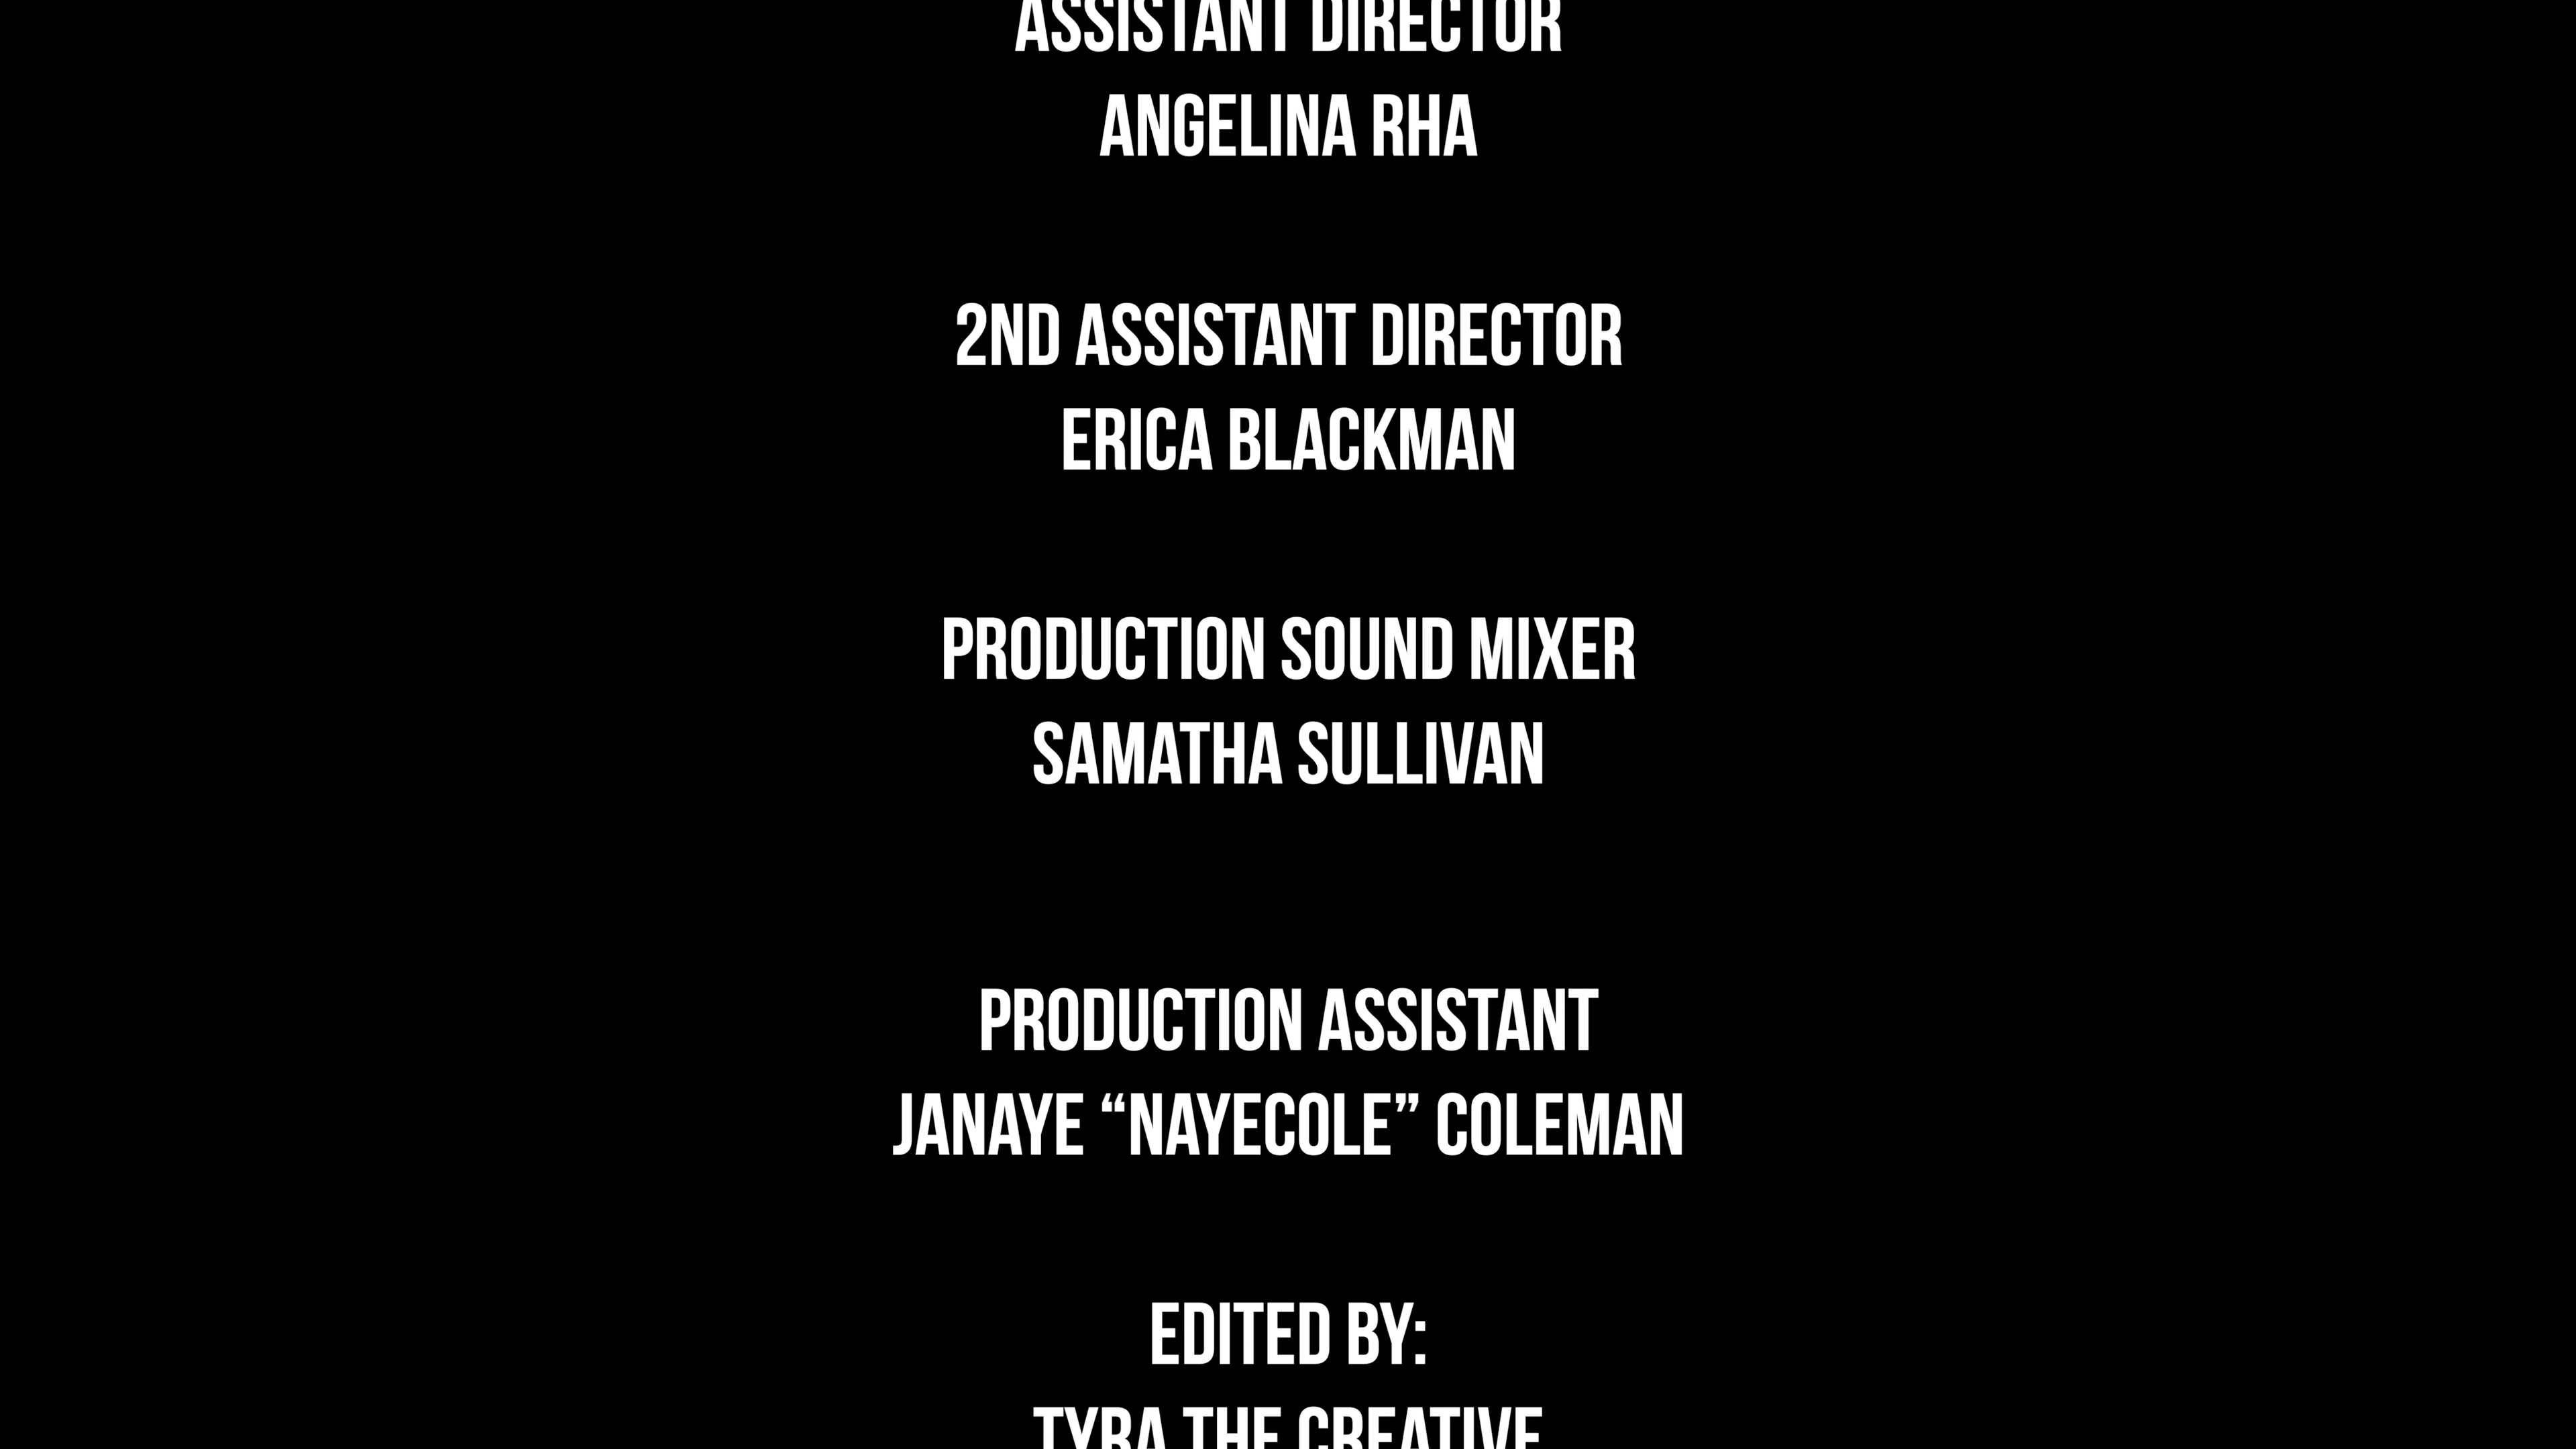 ASSISTANT DIRECTOR
ANGELINA RHA
2ND ASSISTANT DIRECTOR
ERICA BLACKMAN
PRODUCTION SOUND MIXER
SAMATHA SULLIVAN
PRODUCTION ASSISTANT
JANAYE “NAYECOLE” COLEMAN
EDITED BY:
TYRA THE CREATIVE